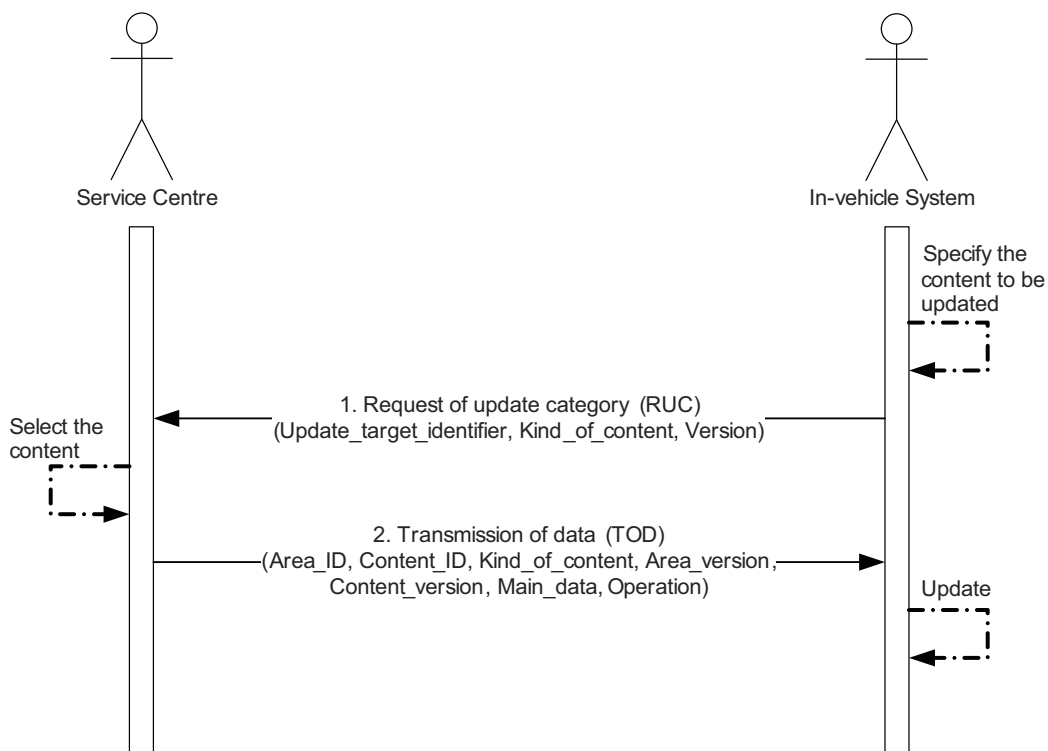 Service Centre
In-vehicle System
Specify the
content to be
updated
1. Request of update category (RUC)
(Update_target_identifier, Kind_of_content, Version)
Select the
content
2. Transmission of data (TOD)
(Area_ID, Content_ID, Kind_of_content, Area_version,
Content_version, Main_data, Operation)
Update